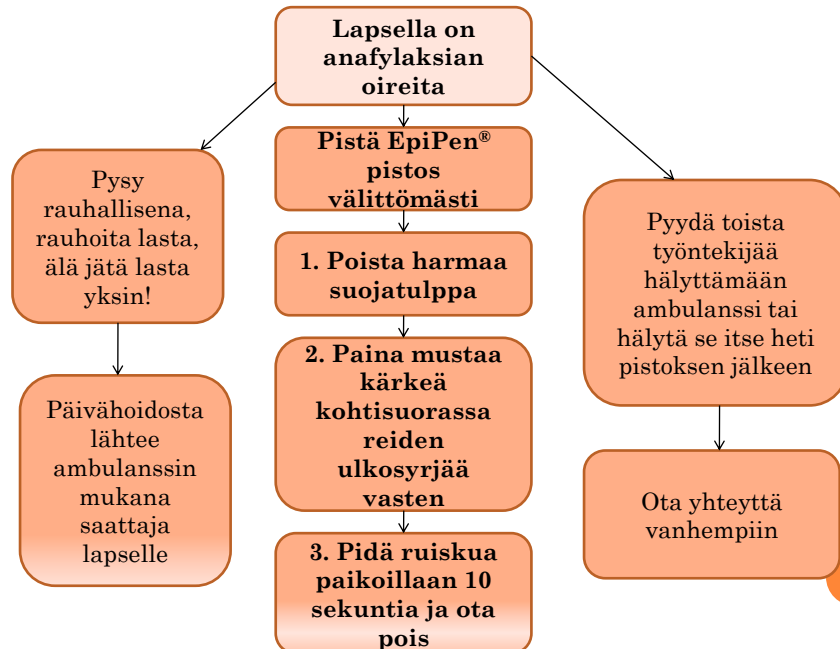 Lapsella on
anafylaksian
oireita
Pistä EpiPen®
pistos
välittömästi
1. Poista harmaa
suojatulppa
2. Paina mustaa
kärkeä
kohtisuorassa
reiden
ulkosyrjää
vasten
3. Pidä ruiskua
paikoillaan 10
sekuntia ja ota
pois
Pysy
rauhallisena,
rauhoita lasta,
älä jätä lasta
yksin!
Päivähoidosta
lähtee
ambulanssin
mukana
saattaja
lapselle
Pyydä toista
työntekijää
hälyttämään
ambulanssi tai
hälytä se itse heti
pistoksen jälkeen
Ota yhteyttä
vanhempiin